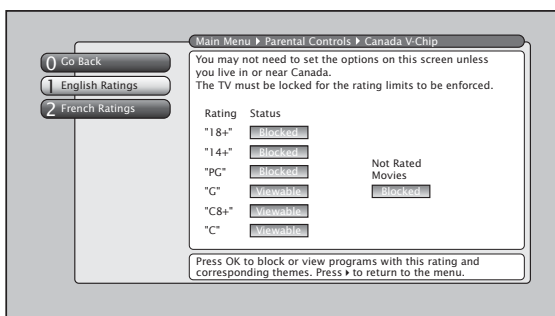 Main Menu ▶ Parental Controls ▶ Canada V-Chip
0 Go Back
1 English Ratings
2 French Ratings
You may not need to set the options on this screen unless
you live in or near Canada.
The TV must be locked for the rating limits to be enforced.
Rating Status
"18+" Blocked
"14+" Blocked
"PG" Blocked
"G" Viewable
"C8+" Viewable
"C" Viewable
Not Rated
Movies
Blocked
Press OK to block or view programs with this rating and
corresponding themes. Press ▶ to return to the menu.